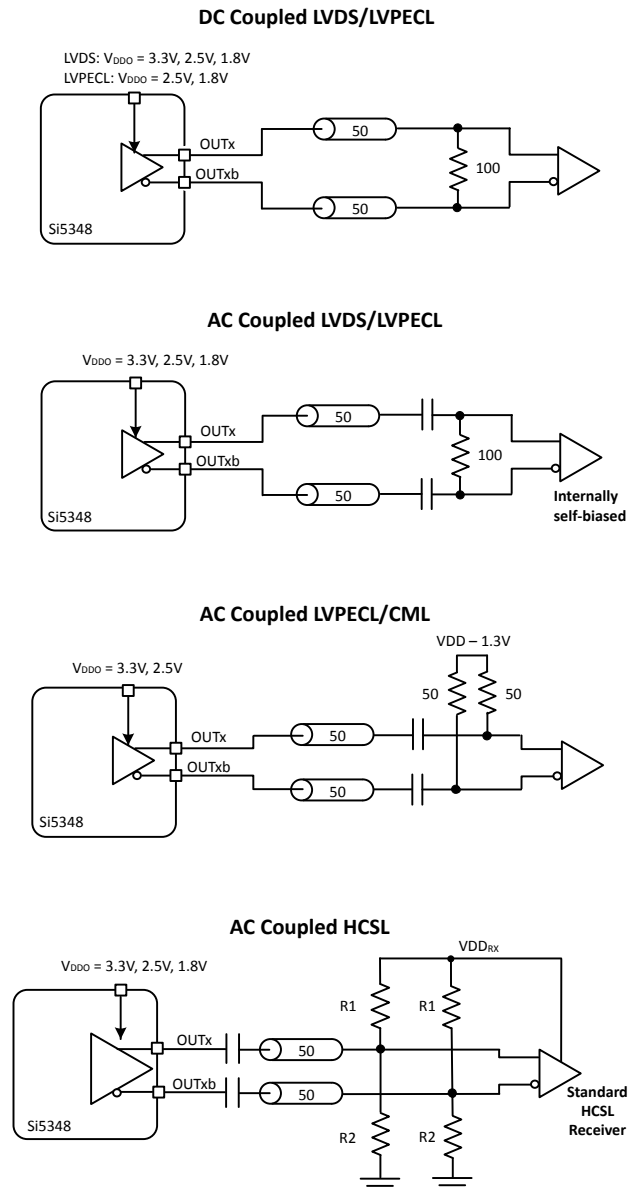 DC Coupled LVDS/LVPECL
LVDS: VDDO = 3.3V, 2.5V, 1.8V
LVPECL: VDDO = 2.5V, 1.8V
OUTx
OUTxb
50
50
100
Si5348
AC Coupled LVDS/LVPECL
VDDO = 3.3V, 2.5V, 1.8V
OUTx
OUTxb
50
50
100
Si5348
Internally
self-biased
AC Coupled LVPECL/CML
VDD – 1.3V
VDDO = 3.3V, 2.5V
50
50
OUTx
OUTxb
50
50
Si5348
AC Coupled HCSL
VDDRX
VDDO = 3.3V, 2.5V, 1.8V
R1
R1
OUTx
OUTxb
50
50
Si5348
R2
R2
Standard
HCSL
Receiver